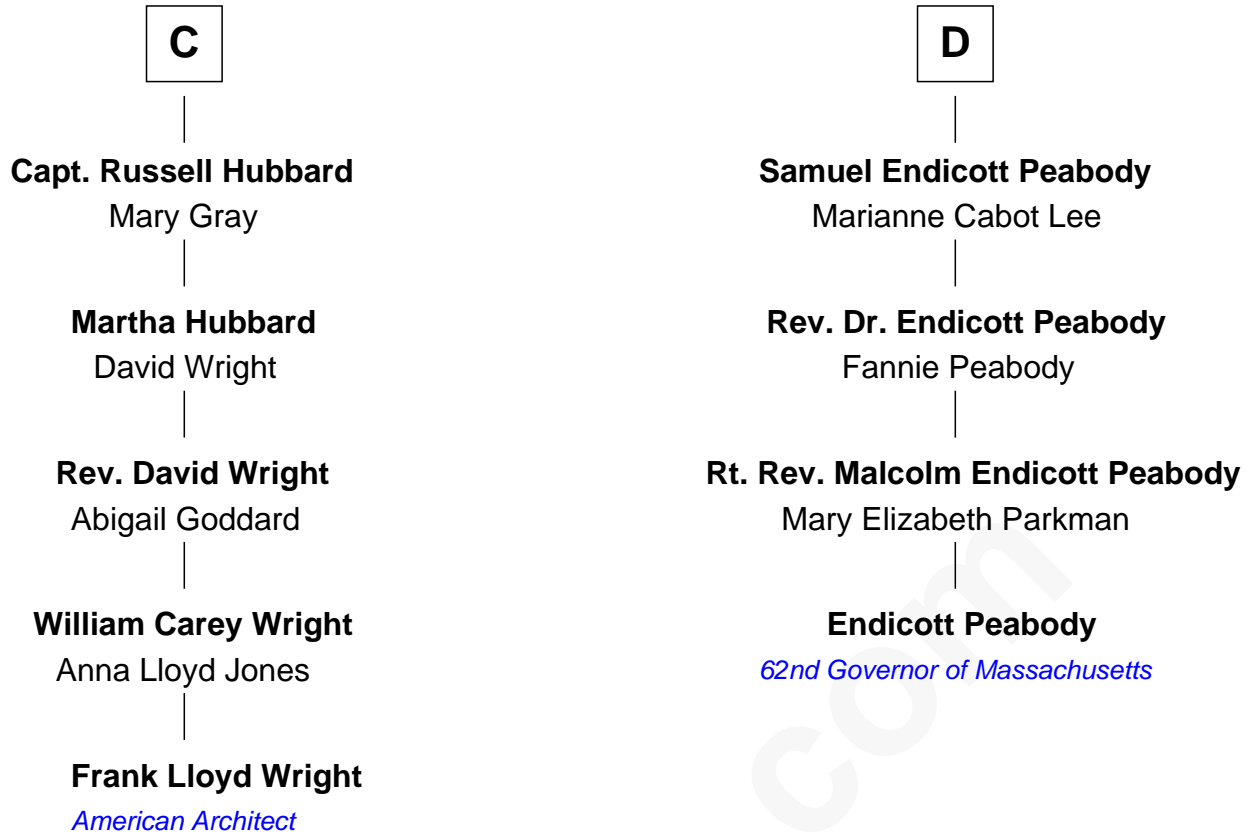 C
Capt. Russell Hubbard
Mary Gray
Martha Hubbard
David Wright
Rev. David Wright
Abigail Goddard
William Carey Wright
Anna Lloyd Jones
Frank Lloyd Wright
American Architect
D
Samuel Endicott Peabody
Marianne Cabot Lee
Rev. Dr. Endicott Peabody
Fannie Peabody
Rt. Rev. Malcolm Endicott Peabody
Mary Elizabeth Parkman
Endicott Peabody
62nd Governor of Massachusetts
com